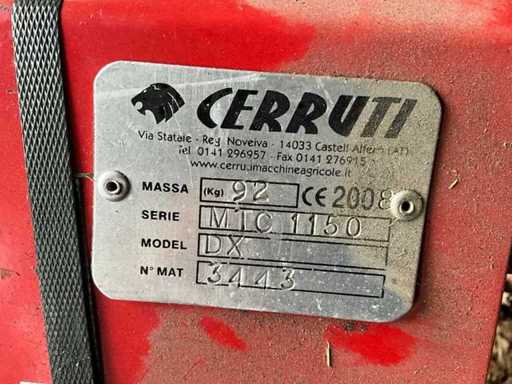 CERRUTI
Via Statale - Reg. Noveiva - 14033 Castell'Alfero (AT)
Tel. 0141 296957 - Fax 0141 276915
www.cerrutimacchineagricole.it
MASSA (Kg) 92 CE 2008
SERIE MTC 1150
MODEL DX
N° MAT 3443